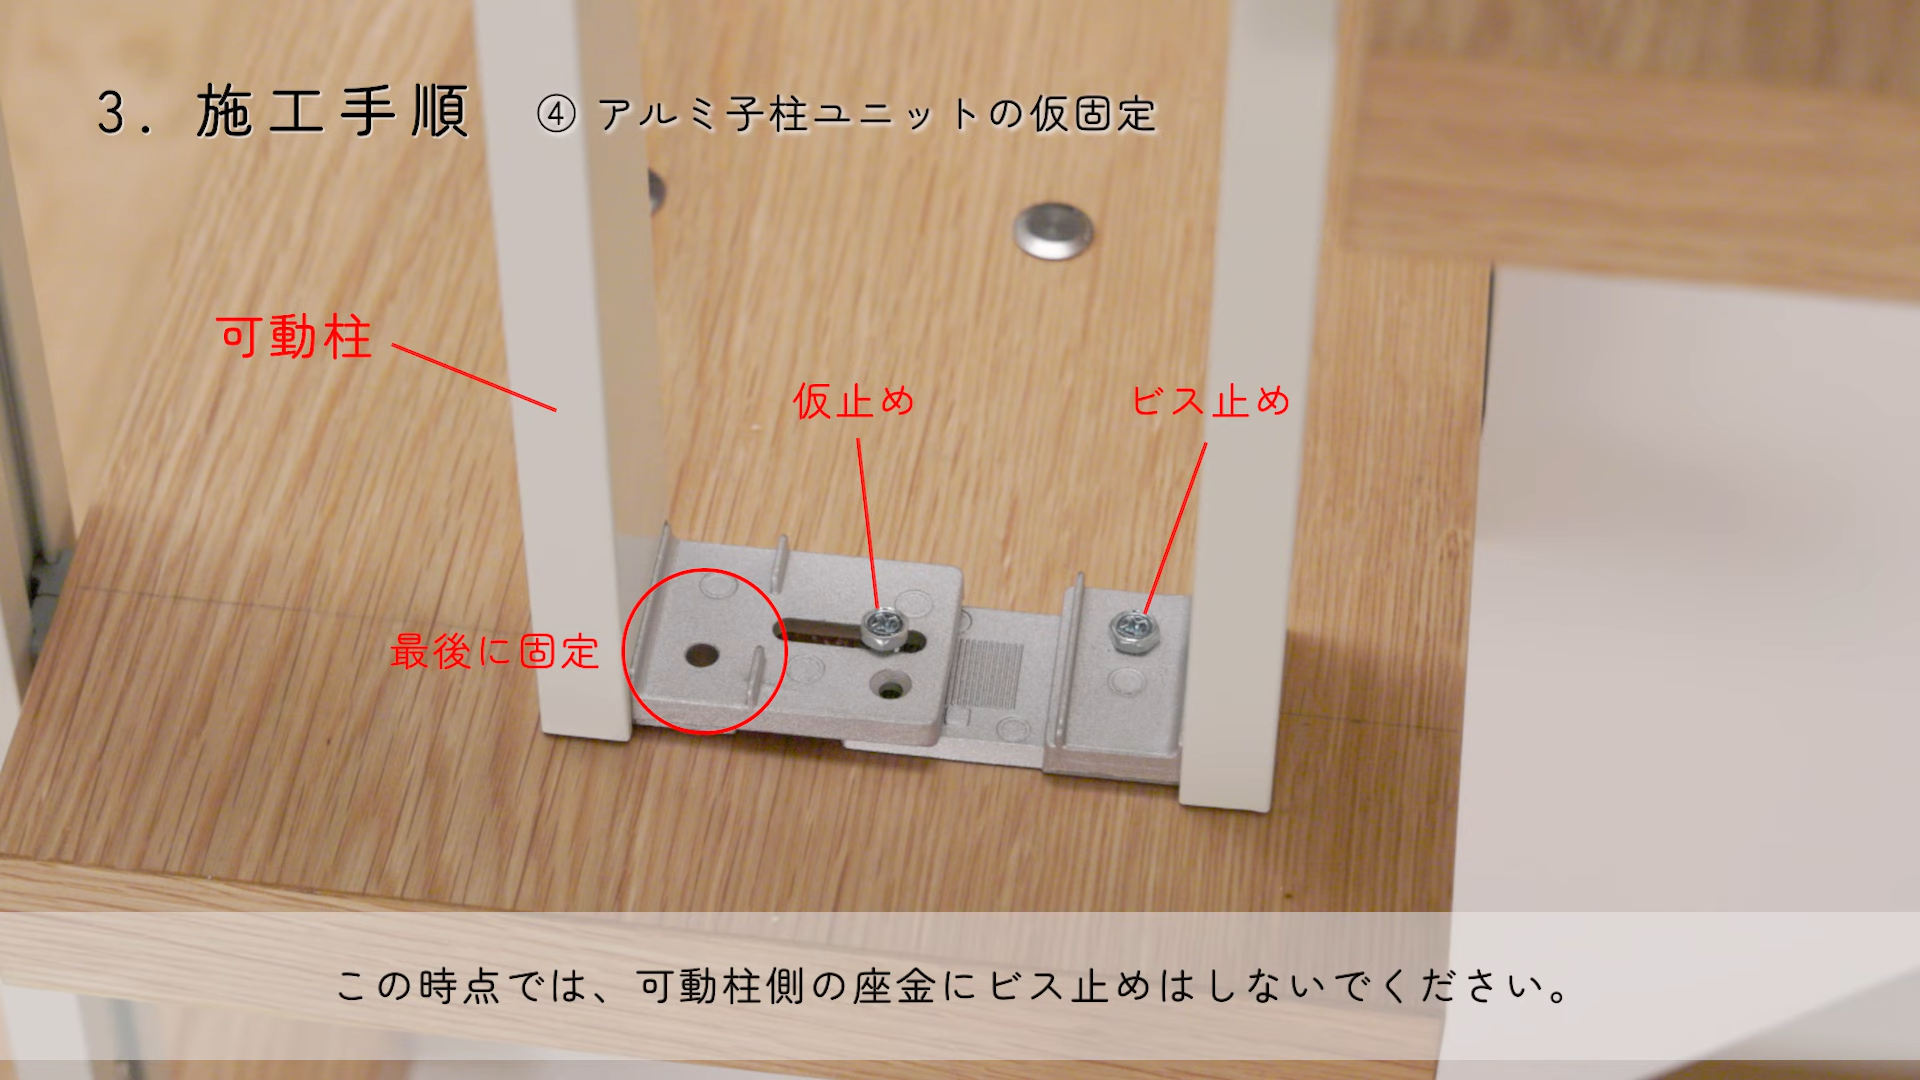 3. 施工手順 ④ アルミ子柱ユニットの仮固定
可動柱
仮止め
ビス止め
最後に固定
この時点では、可動柱側の座金にビス止めはしないでください。